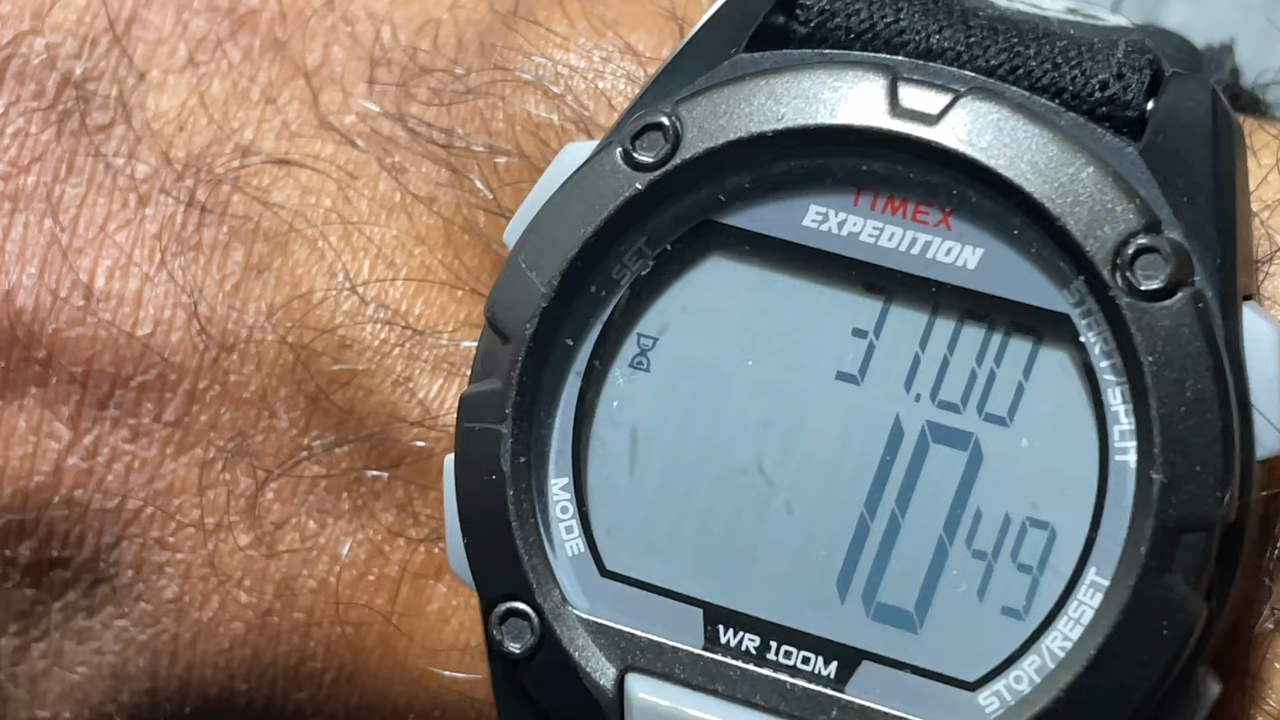 TIMEX
EXPEDITION
SET
START/SPLIT
31.00
10 49
MODE
STOP/RESET
WR 100M